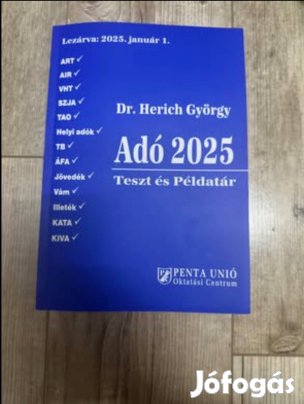 Lezárva: 2025. január 1.
ART ✓
AIR ✓
VHT ✓
SZJA ✓
TAO ✓
Helyi adók ✓
TB ✓
ÁFA ✓
Jövedék ✓
Vám ✓
Illeték ✓
KATA ✓
KIVA ✓
Dr. Herich György
Adó 2025
Teszt és Példatár
PENTA UNIÓ
Oktatási Centrum
Jófogás